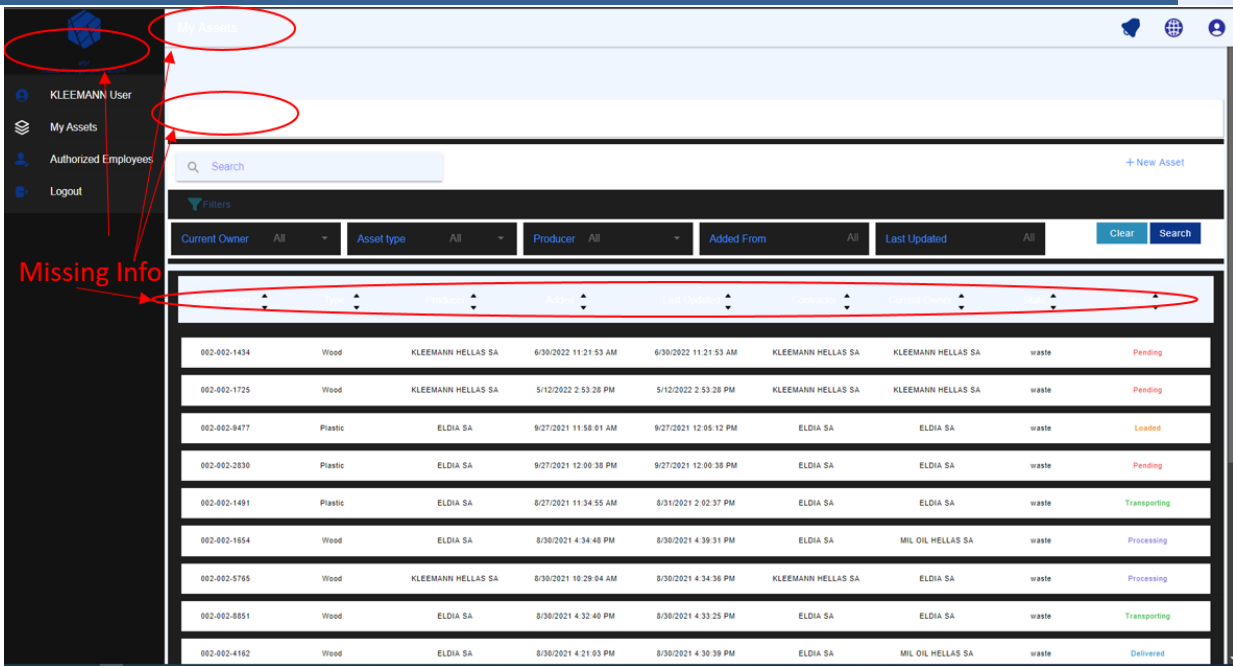 My Assets
KLEEMANN User
My Assets
Authorized Employees
Logout
Search
+ New Asset
Filters
Current Owner All
Asset type All
Producer All
Added From All
Last Updated All
Clear Search
Missing Info
Type Producer Added Last Updated Contractor Current Owner State Status
002-002-1434 Wood KLEEMANN HELLAS SA 6/30/2022 11:21:53 AM 6/30/2022 11:21:53 AM KLEEMANN HELLAS SA KLEEMANN HELLAS SA waste Pending
002-002-1725 Wood KLEEMANN HELLAS SA 5/12/2022 2:53:28 PM 5/12/2022 2:53:28 PM KLEEMANN HELLAS SA KLEEMANN HELLAS SA waste Pending
002-002-9477 Plastic ELDIA SA 9/27/2021 11:58:01 AM 9/27/2021 12:05:12 PM ELDIA SA ELDIA SA waste Loaded
002-002-2830 Plastic ELDIA SA 9/27/2021 12:00:38 PM 9/27/2021 12:00:38 PM ELDIA SA ELDIA SA waste Pending
002-002-1491 Plastic ELDIA SA 8/27/2021 11:34:55 AM 8/31/2021 2:02:37 PM ELDIA SA ELDIA SA waste Transporting
002-002-1654 Wood ELDIA SA 8/30/2021 4:34:48 PM 8/30/2021 4:39:31 PM ELDIA SA MIL OIL HELLAS SA waste Processing
002-002-5765 Wood KLEEMANN HELLAS SA 8/30/2021 10:29:04 AM 8/30/2021 4:34:36 PM KLEEMANN HELLAS SA ELDIA SA waste Processing
002-002-8851 Wood ELDIA SA 8/30/2021 4:32:40 PM 8/30/2021 4:33:25 PM ELDIA SA ELDIA SA waste Transporting
002-002-4162 Wood ELDIA SA 8/30/2021 4:21:03 PM 8/30/2021 4:30:39 PM ELDIA SA MIL OIL HELLAS SA waste Delivered